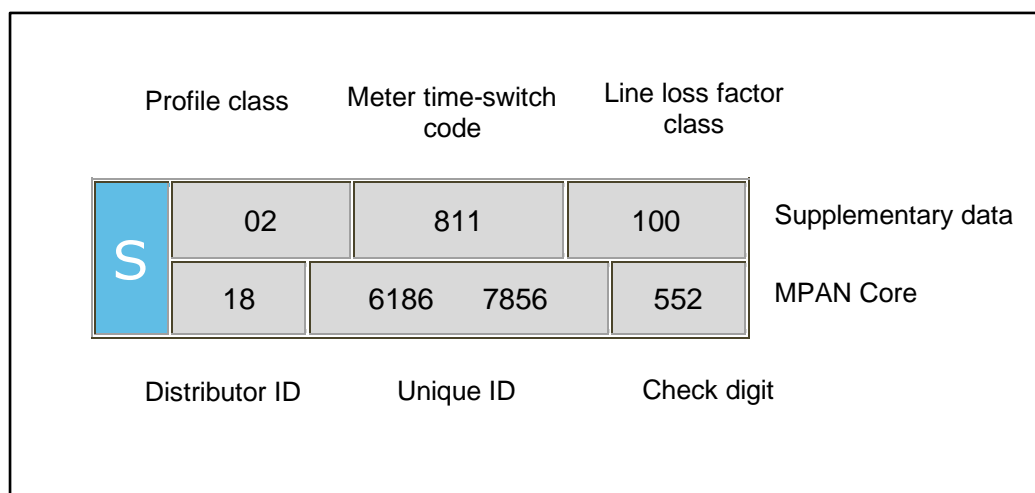 Profile class
Meter time-switch
code
Line loss factor
class
S
02 811 100
Supplementary data
18 6186 7856 552
MPAN Core
Distributor ID
Unique ID
Check digit